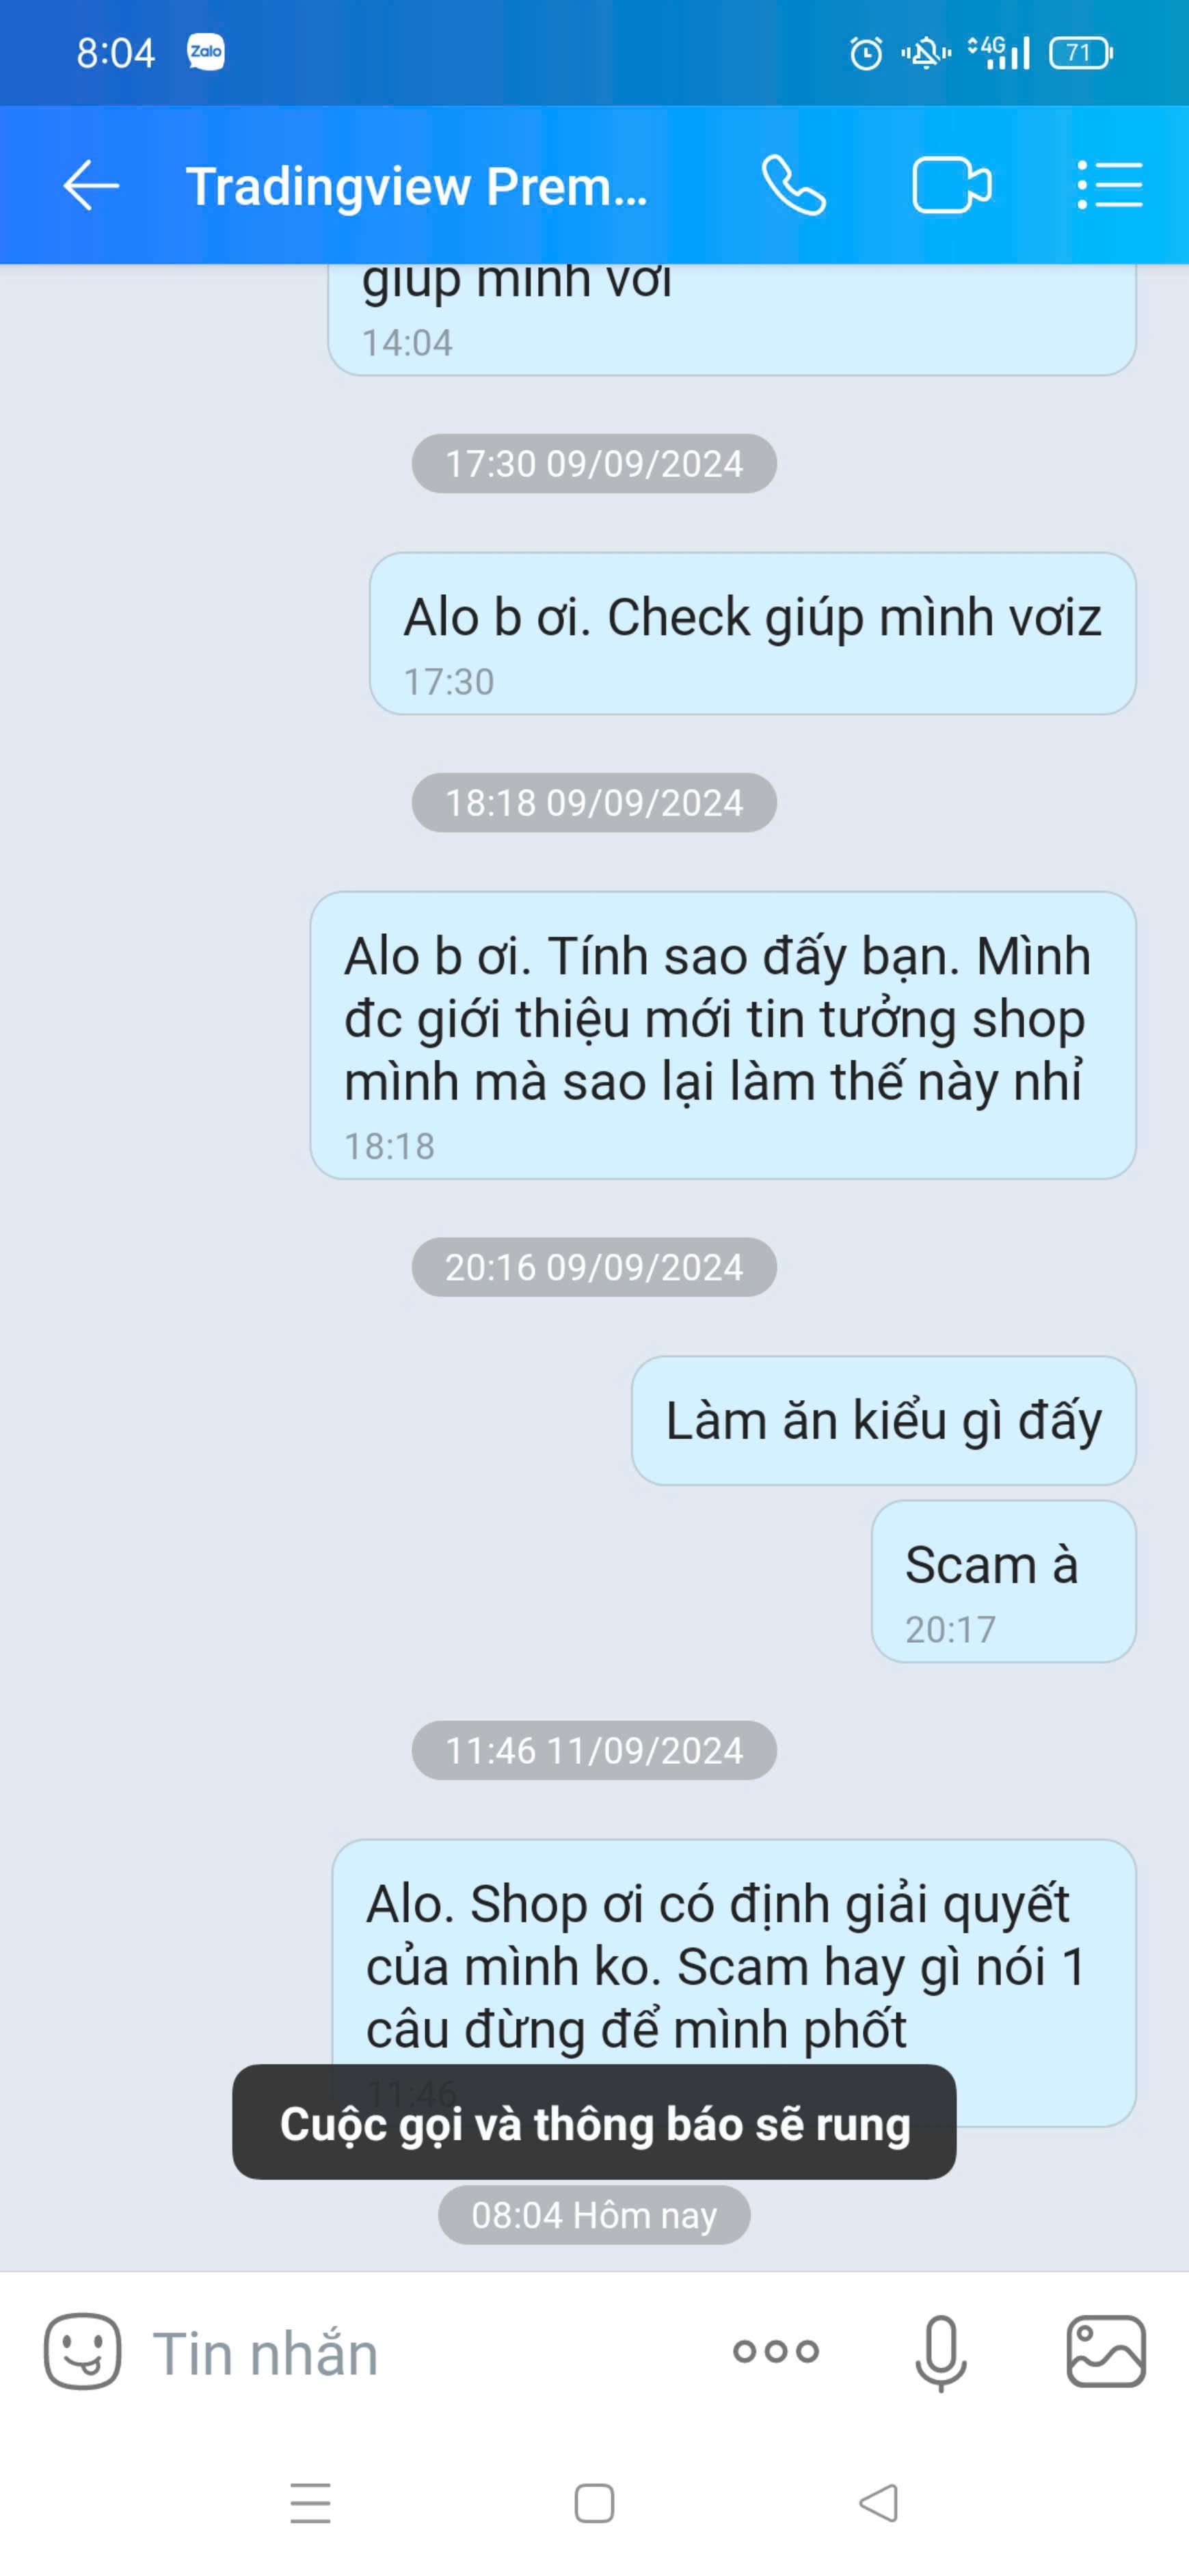 8:04
Zalo
4G
71
Tradingview Prem...
giúp mình với
14:04
17:30 09/09/2024
Alo b ơi. Check giúp mình vơiz
17:30
18:18 09/09/2024
Alo b ơi. Tính sao đấy bạn. Mình
đc giới thiệu mới tin tưởng shop
mình mà sao lại làm thế này nhỉ
18:18
20:16 09/09/2024
Làm ăn kiểu gì đấy
Scam à
20:17
11:46 11/09/2024
Alo. Shop ơi có định giải quyết
của mình ko. Scam hay gì nói 1
câu đừng để mình phốt
11:46
Cuộc gọi và thông báo sẽ rung
08:04 Hôm nay
Tin nhắn